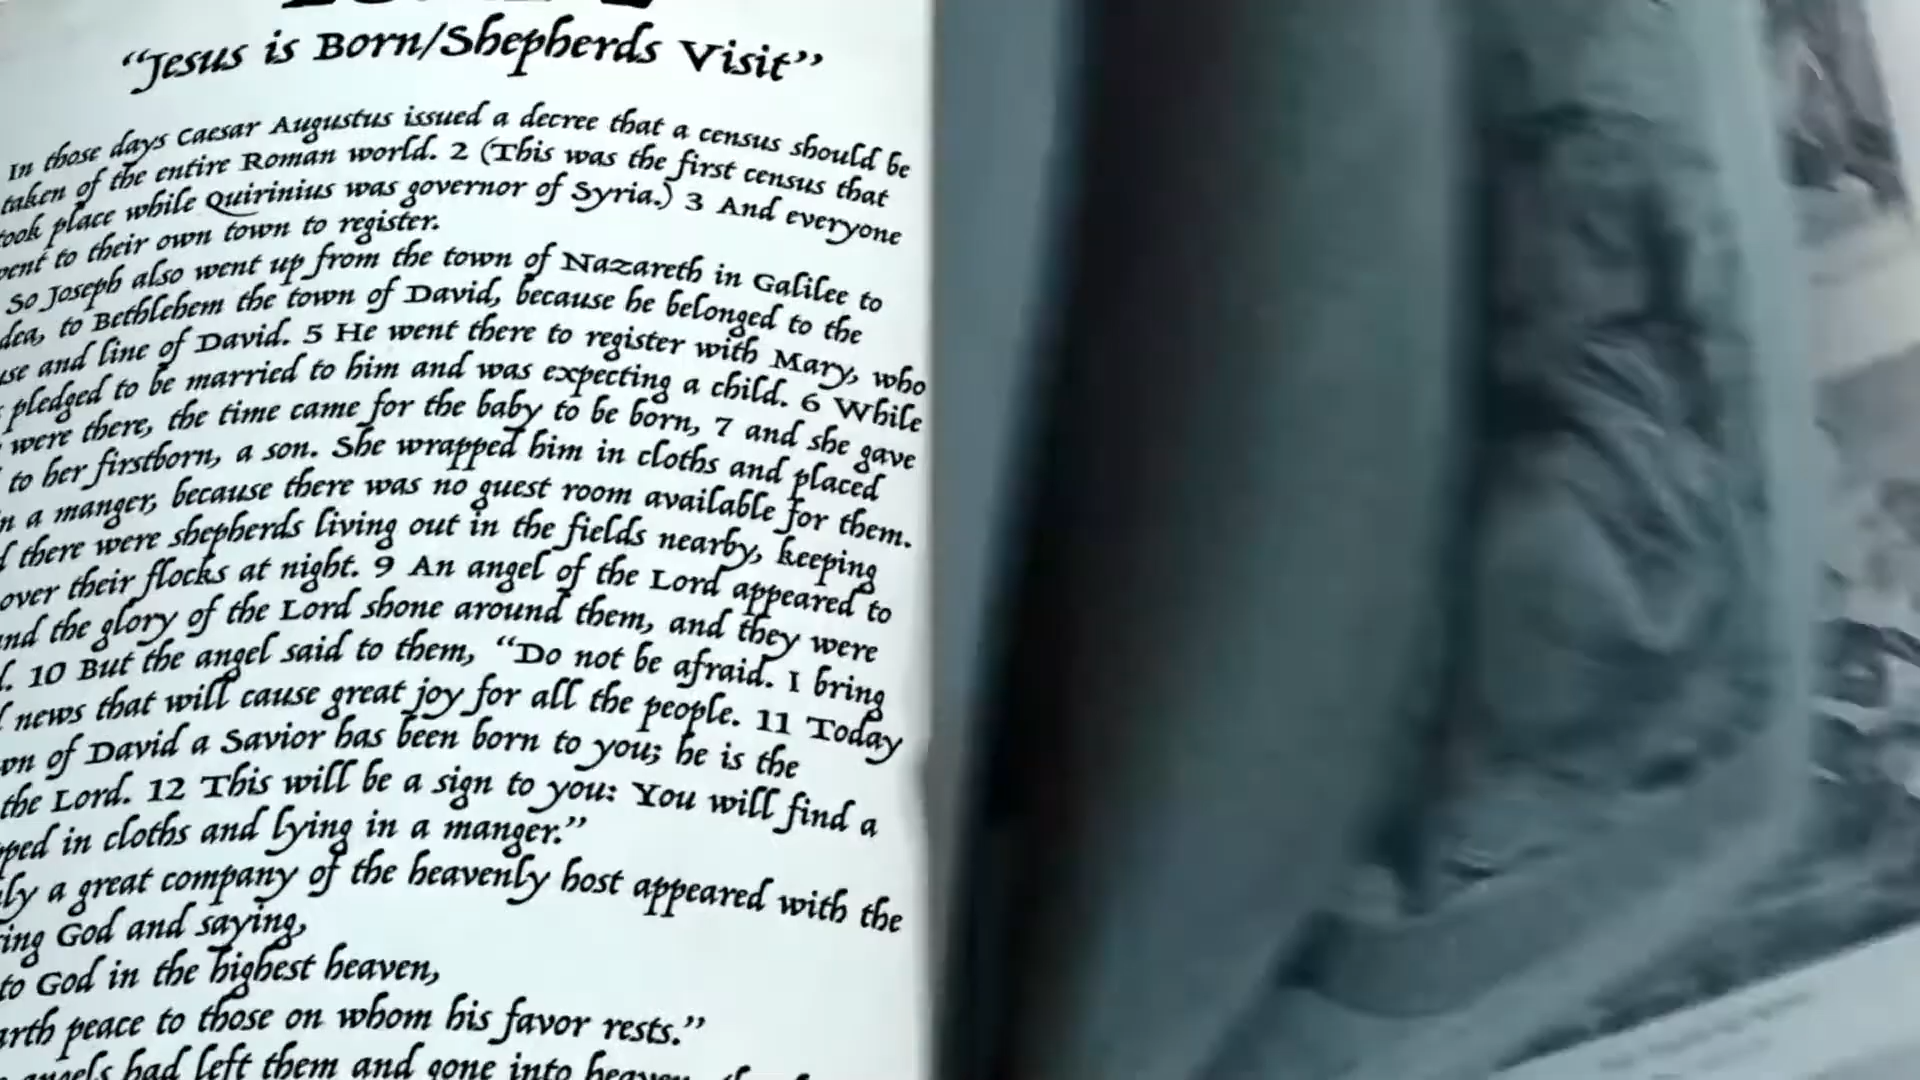 “Jesus is Born/Shepherds Visit”
In those days Caesar Augustus issued a decree that a census should be
taken of the entire Roman world. 2 (This was the first census that
took place while Quirinius was governor of Syria.) 3 And everyone
went to their own town to register.
So Joseph also went up from the town of Nazareth in Galilee to
to Bethlehem the town of David, because he belonged to the
and line of David. 5 He went there to register with Mary, who
pledged to be married to him and was expecting a child. 6 While
were there, the time came for the baby to be born, 7 and she gave
to her firstborn, a son. She wrapped him in cloths and placed
in a manger, because there was no guest room available for them.
there were shepherds living out in the fields nearby, keeping
over their flocks at night. 9 An angel of the Lord appeared to
and the glory of the Lord shone around them, and they were
10 But the angel said to them, “Do not be afraid. I bring
news that will cause great joy for all the people. 11 Today
of David a Savior has been born to you; he is the
the Lord. 12 This will be a sign to you: You will find a
in cloths and lying in a manger.”
a great company of the heavenly host appeared with the
God and saying,
to God in the highest heaven,
peace to those on whom his favor rests.”
angels had left them and gone into heaven,